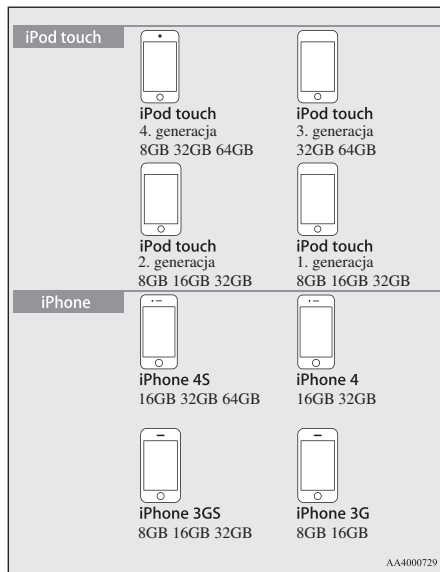 iPod touch
iPod touch
4. generacja
8GB 32GB 64GB
iPod touch
3. generacja
32GB 64GB
iPod touch
2. generacja
8GB 16GB 32GB
iPod touch
1. generacja
8GB 16GB 32GB
iPhone
iPhone 4S
16GB 32GB 64GB
iPhone 4
16GB 32GB
iPhone 3GS
8GB 16GB 32GB
iPhone 3G
8GB 16GB
AA4000729